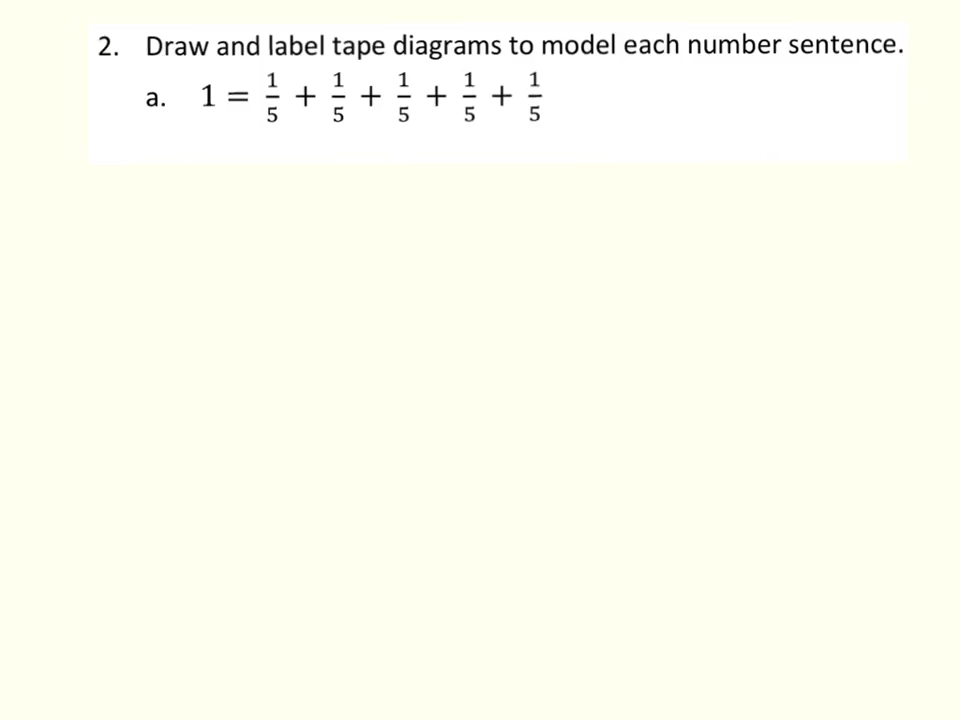 2. Draw and label tape diagrams to model each number sentence.
a. 1 = 1/5 + 1/5 + 1/5 + 1/5 + 1/5